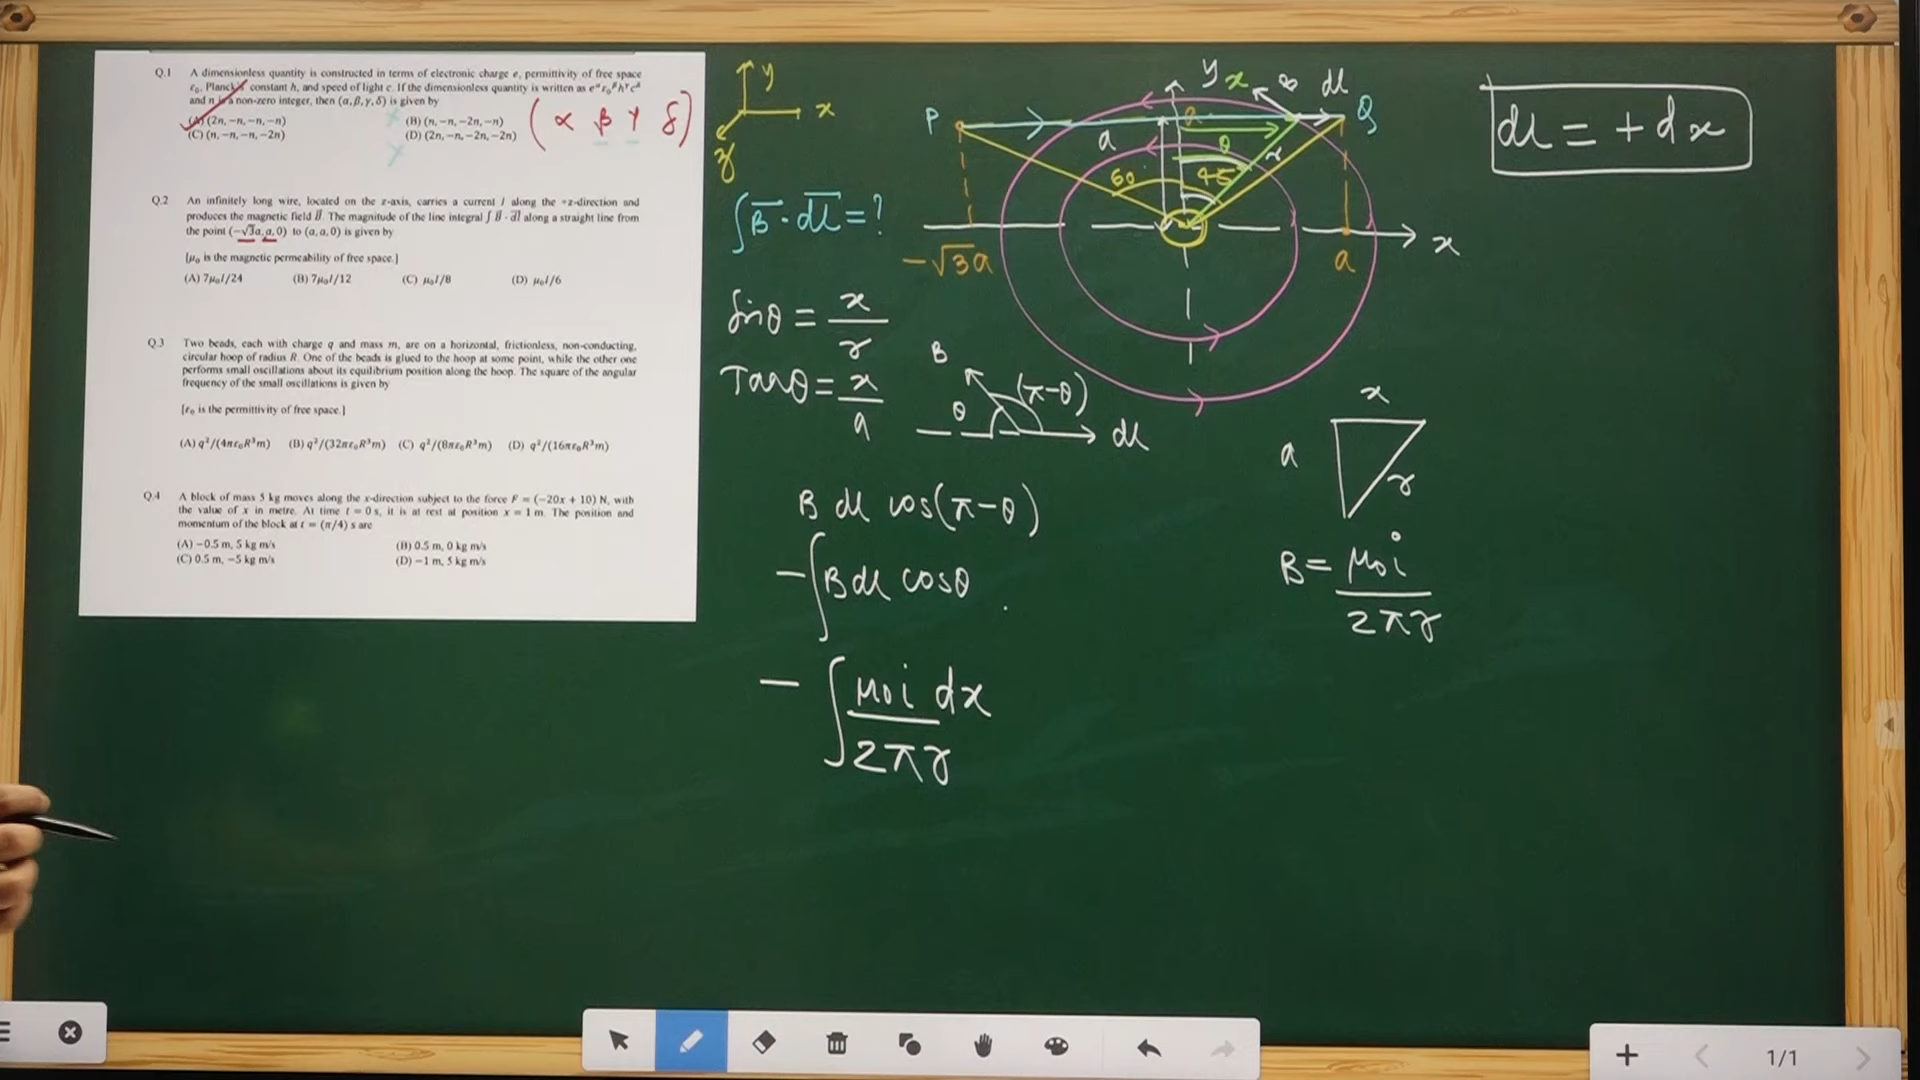 Q.1 A dimensionless quantity is constructed in terms of electronic charge e, permittivity of free space
ε₀, Planck's constant h, and speed of light c. If the dimensionless quantity is written as e^α ε₀^β h^γ c^δ
and n is a non-zero integer, then (α, β, γ, δ) is given by
(A) (2n, −n, −n, −n) (B) (n, −n, −2n, −n)
(C) (n, −n, −n, −2n) (D) (2n, −n, −2n, −2n)
(α β γ δ)
Q.2 An infinitely long wire, located on the z-axis, carries a current I along the +z-direction and
produces the magnetic field B⃗. The magnitude of the line integral ∫ B⃗ · dl⃗ along a straight line from
the point (−√3a, a, 0) to (a, a, 0) is given by
[μ₀ is the magnetic permeability of free space.]
(A) 7μ₀I/24 (B) 7μ₀I/12 (C) μ₀I/8 (D) μ₀I/6
Q.3 Two beads, each with charge q and mass m, are on a horizontal, frictionless, non-conducting,
circular hoop of radius R. One of the beads is glued to the hoop at some point, while the other one
performs small oscillations about its equilibrium position along the hoop. The square of the angular
frequency of the small oscillations is given by
[ε₀ is the permittivity of free space.]
(A) q²/(4πε₀R³m) (B) q²/(32πε₀R³m) (C) q²/(8πε₀R³m) (D) q²/(16πε₀R³m)
Q.4 A block of mass 5 kg moves along the x-direction subject to the force F = (−20x + 10) N, with
the value of x in metre. At time t = 0 s, it is at rest at position x = 1 m. The position and
momentum of the block at t = (π/4) s are
(A) −0.5 m, 5 kg m/s (B) 0.5 m, 0 kg m/s
(C) 0.5 m, −5 kg m/s (D) −1 m, 5 kg m/s
y
x
z
y x dl
P a Q
a θ r
60 45
−√3a a x
∫B̅ · d̅l̅ = ?
Sinθ = x/r
Tanθ = x/a
B
θ (π−θ)
dl
B dl cos(π−θ)
−∫B dl cosθ
−∫ μ₀i dx / 2πr
dl = + dx
x
a
r
B = μ₀i / 2πr
1/1